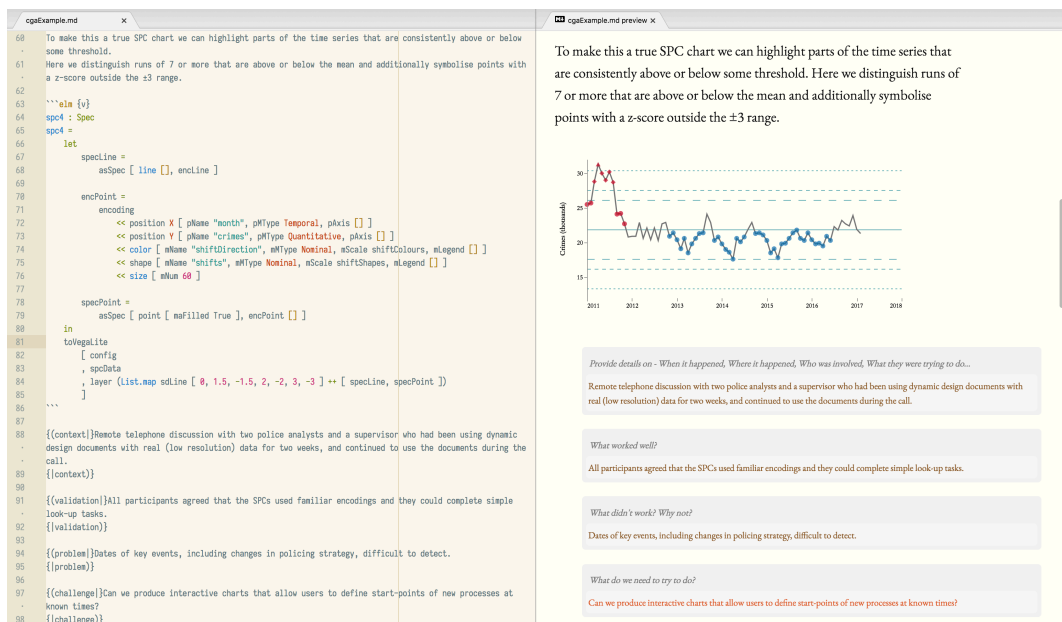 cgaExample.md ×
60 To make this a true SPC chart we can highlight parts of the time series that are consistently above or below
· some threshold.
61 Here we distinguish runs of 7 or more that are above or below the mean and additionally symbolise points with
· a z-score outside the ±3 range.
62
63 ```elm {v}
64 spc4 : Spec
65 spc4 =
66 let
67 specLine =
68 asSpec [ line [], encLine ]
69
70 encPoint =
71 encoding
72 << position X [ pName "month", pMType Temporal, pAxis [] ]
73 << position Y [ pName "crimes", pMType Quantitative, pAxis [] ]
74 << color [ mName "shiftDirection", mMType Nominal, mScale shiftColours, mLegend [] ]
75 << shape [ mName "shifts", mMType Nominal, mScale shiftShapes, mLegend [] ]
76 << size [ mNum 60 ]
77
78 specPoint =
79 asSpec [ point [ maFilled True ], encPoint [] ]
80 in
81 toVegaLite
82 [ config
83 , spcData
84 , layer (List.map sdLine [ 0, 1.5, -1.5, 2, -2, 3, -3 ] ++ [ specLine, specPoint ])
85 ]
86 ```
87
88 {(context|}Remote telephone discussion with two police analysts and a supervisor who had been using dynamic
· design documents with real (low resolution) data for two weeks, and continued to use the documents during the
· call.
89 {|context)}
90
91 {(validation|}All participants agreed that the SPCs used familiar encodings and they could complete simple
· look-up tasks.
92 {|validation)}
93
94 {(problem|}Dates of key events, including changes in policing strategy, difficult to detect.
95 {|problem)}
96
97 {(challenge|}Can we produce interactive charts that allow users to define start-points of new processes at
· known times?
98 {|challenge)}
cgaExample.md preview ×
To make this a true SPC chart we can highlight parts of the time series that
are consistently above or below some threshold. Here we distinguish runs of
7 or more that are above or below the mean and additionally symbolise
points with a z-score outside the ±3 range.
Crimes (thousands)
30
25
20
15
2011 2012 2013 2014 2015 2016 2017 2018
Provide details on - When it happened, Where it happened, Who was involved, What they were trying to do...
Remote telephone discussion with two police analysts and a supervisor who had been using dynamic design documents with
real (low resolution) data for two weeks, and continued to use the documents during the call.
What worked well?
All participants agreed that the SPCs used familiar encodings and they could complete simple look-up tasks.
What didn't work? Why not?
Dates of key events, including changes in policing strategy, difficult to detect.
What do we need to try to do?
Can we produce interactive charts that allow users to define start-points of new processes at known times?